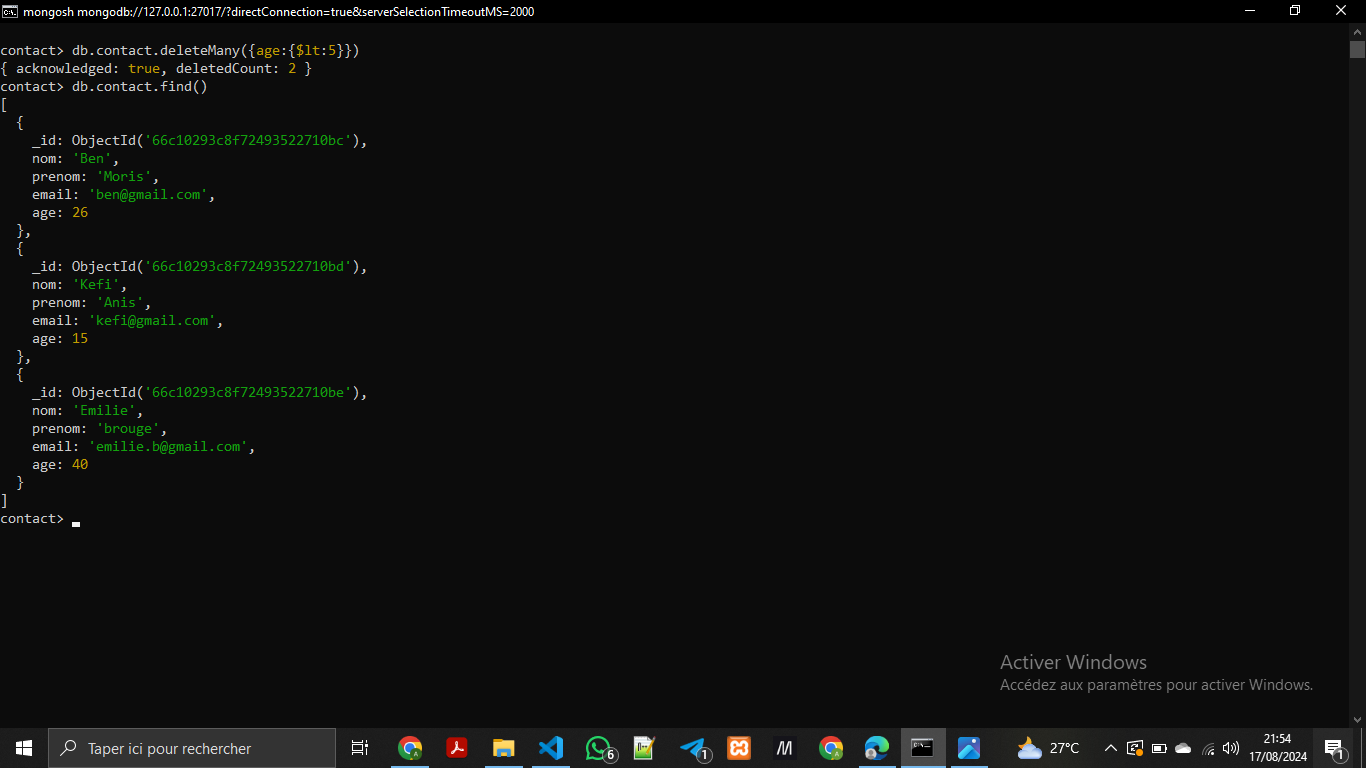 mongosh mongodb://127.0.0.1:27017/?directConnection=true&serverSelectionTimeoutMS=2000
contact> db.contact.deleteMany({age:{$lt:5}})
{ acknowledged: true, deletedCount: 2 }
contact> db.contact.find()
[
  {
    _id: ObjectId('66c10293c8f72493522710bc'),
    nom: 'Ben',
    prenom: 'Moris',
    email: 'ben@gmail.com',
    age: 26
  },
  {
    _id: ObjectId('66c10293c8f72493522710bd'),
    nom: 'Kefi',
    prenom: 'Anis',
    email: 'kefi@gmail.com',
    age: 15
  },
  {
    _id: ObjectId('66c10293c8f72493522710be'),
    nom: 'Emilie',
    prenom: 'brouge',
    email: 'emilie.b@gmail.com',
    age: 40
  }
]
contact>
Activer Windows
Accédez aux paramètres pour activer Windows.
Taper ici pour rechercher
6
1
27°C
21:54
17/08/2024
1